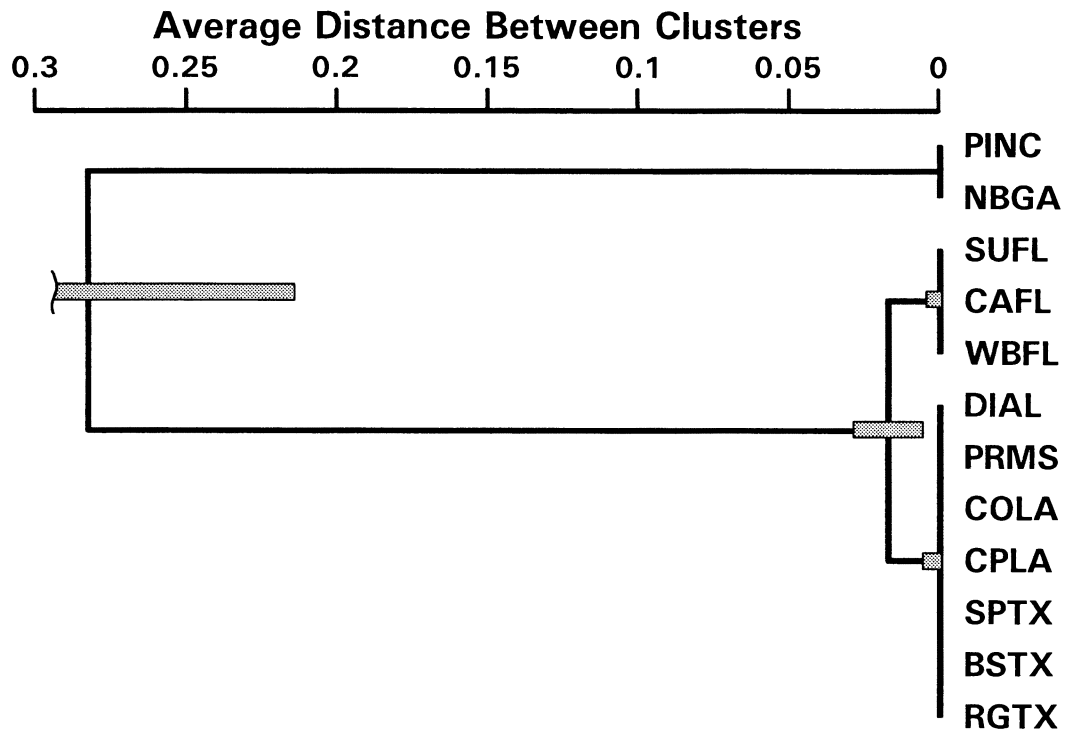 Average Distance Between Clusters
0.3 0.25 0.2 0.15 0.1 0.05 0
PINC
NBGA
SUFL
CAFL
WBFL
DIAL
PRMS
COLA
CPLA
SPTX
BSTX
RGTX